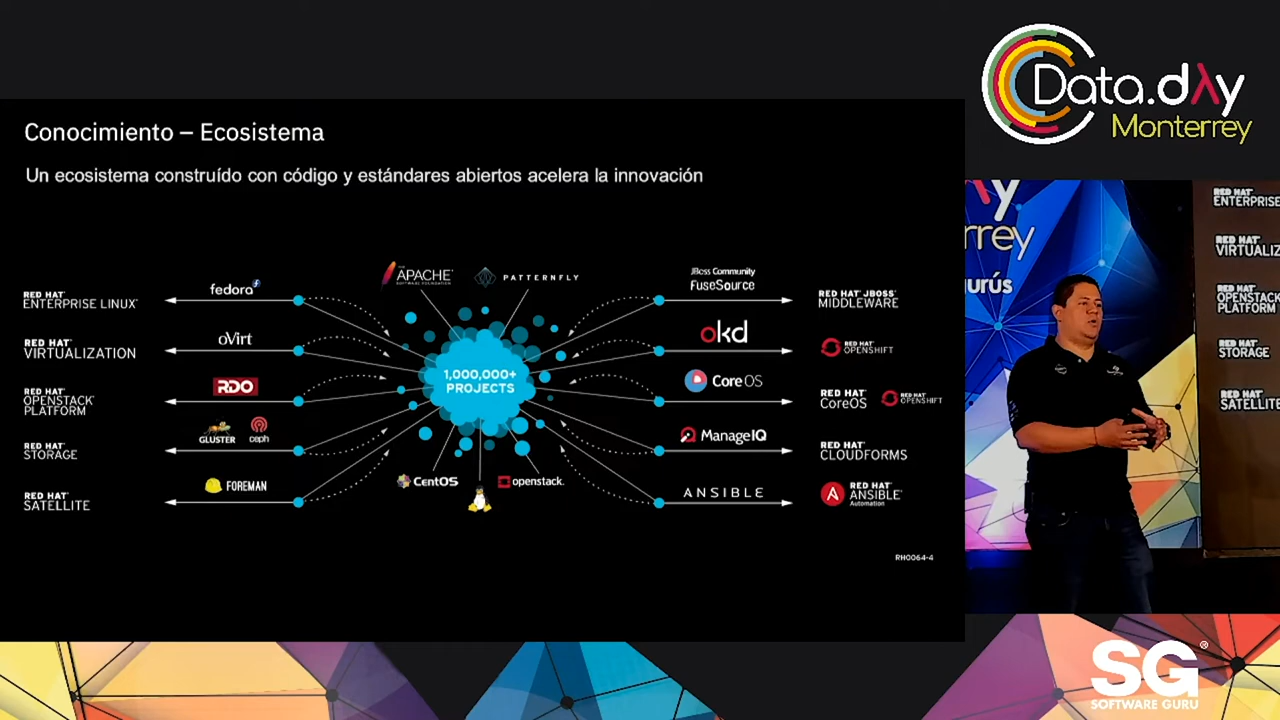 Data.dλy
Monterrey
Conocimiento – Ecosistema
Un ecosistema construído con código y estándares abiertos acelera la innovación
THE
APACHE
SOFTWARE FOUNDATION
PATTERNFLY
1,000,000+
PROJECTS
CentOS
openstack.
RED HAT
ENTERPRISE LINUX
fedora
RED HAT
VIRTUALIZATION
oVirt
RED HAT
OPENSTACK
PLATFORM
RDO
RED HAT
STORAGE
GLUSTER
ceph
RED HAT
SATELLITE
FOREMAN
JBoss Community
FuseSource
RED HAT JBOSS
MIDDLEWARE
okd
RED HAT
OPENSHIFT
CoreOS
RED HAT
CoreOS
RED HAT
OPENSHIFT
ManageIQ
RED HAT
CLOUDFORMS
ANSIBLE
RED HAT
ANSIBLE
Automation
RH0064-4
λy
rrey
urús
RED HAT
ENTERPRISE
RED HAT
VIRTUALIZ
RED HAT
OPENSTACK
PLATFORM
RED HAT
STORAGE
RED HAT
SATELLITE
SG®
SOFTWARE GURU